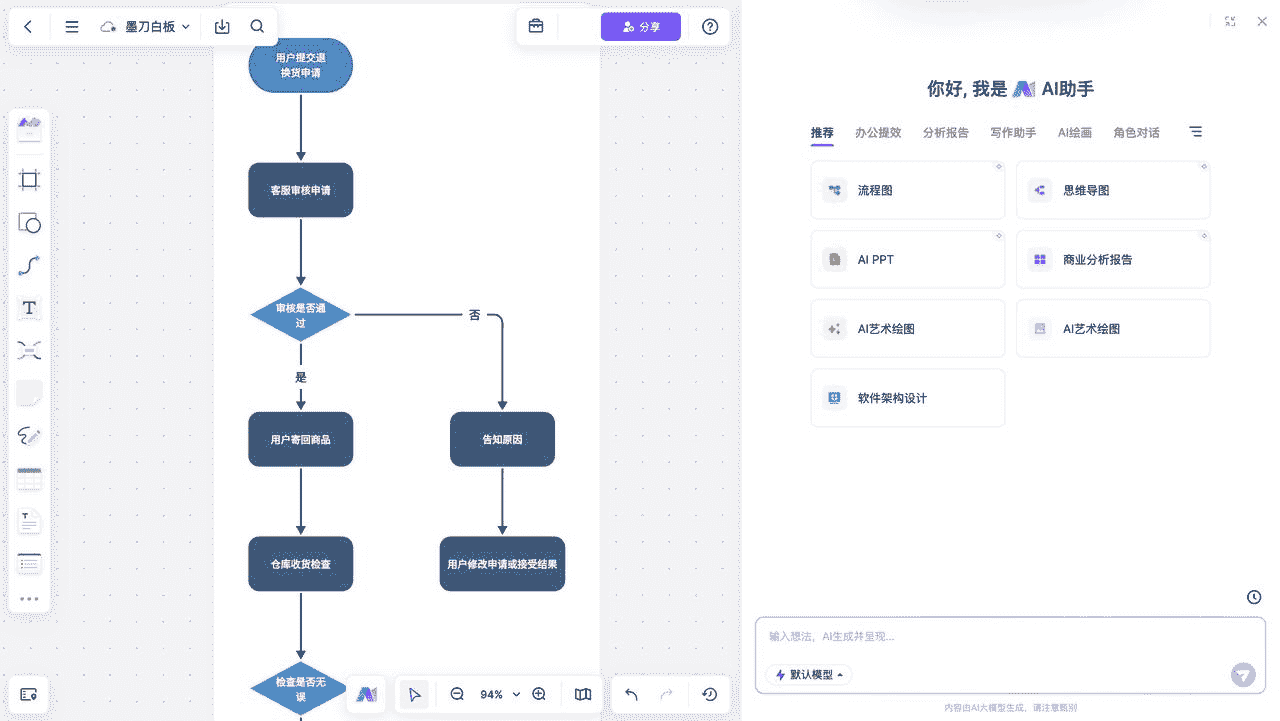 墨刀白板
分享
用户提交退
换货申请
客服审核申请
审核是否通
过
否
是
用户寄回商品
告知原因
仓库收货检查
用户修改申请或接受结果
检查是否无
误
94%
你好, 我是 AI助手
推荐 办公提效 分析报告 写作助手 AI绘画 角色对话
流程图
思维导图
AI PPT
商业分析报告
AI艺术绘图
AI艺术绘图
软件架构设计
输入想法，AI生成并呈现...
默认模型
内容由AI大模型生成，请注意甄别